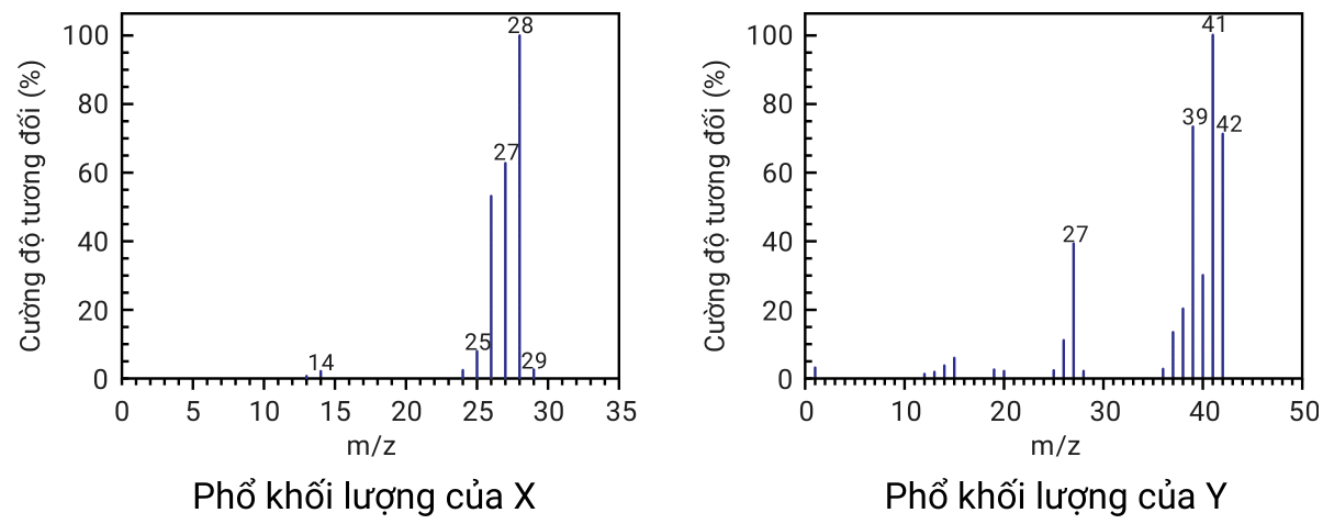 Cường độ tương đối (%)
100
80
60
40
20
0
28
27
25
14
29
0 5 10 15 20 25 30 35
m/z
Phổ khối lượng của X
Cường độ tương đối (%)
100
80
60
40
20
0
41
39
42
27
0 10 20 30 40 50
m/z
Phổ khối lượng của Y